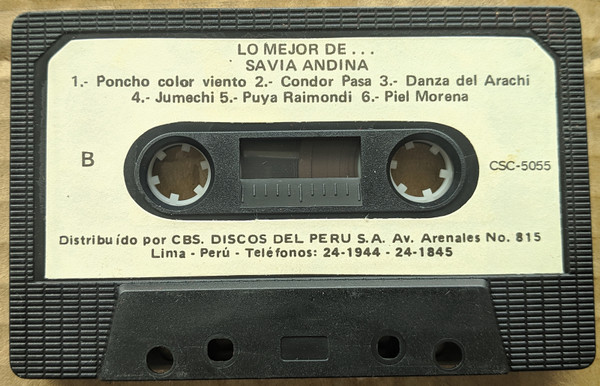 LO MEJOR DE...
SAVIA ANDINA
1.- Poncho color viento 2.- Condor Pasa 3.- Danza del Arachi
4.- Jumechi 5.- Puya Raimondi 6.- Piel Morena
B
CSC-5055
Distribuído por CBS. DISCOS DEL PERU S.A. Av. Arenales No. 815
Lima - Perú - Teléfonos: 24-1944 - 24-1845